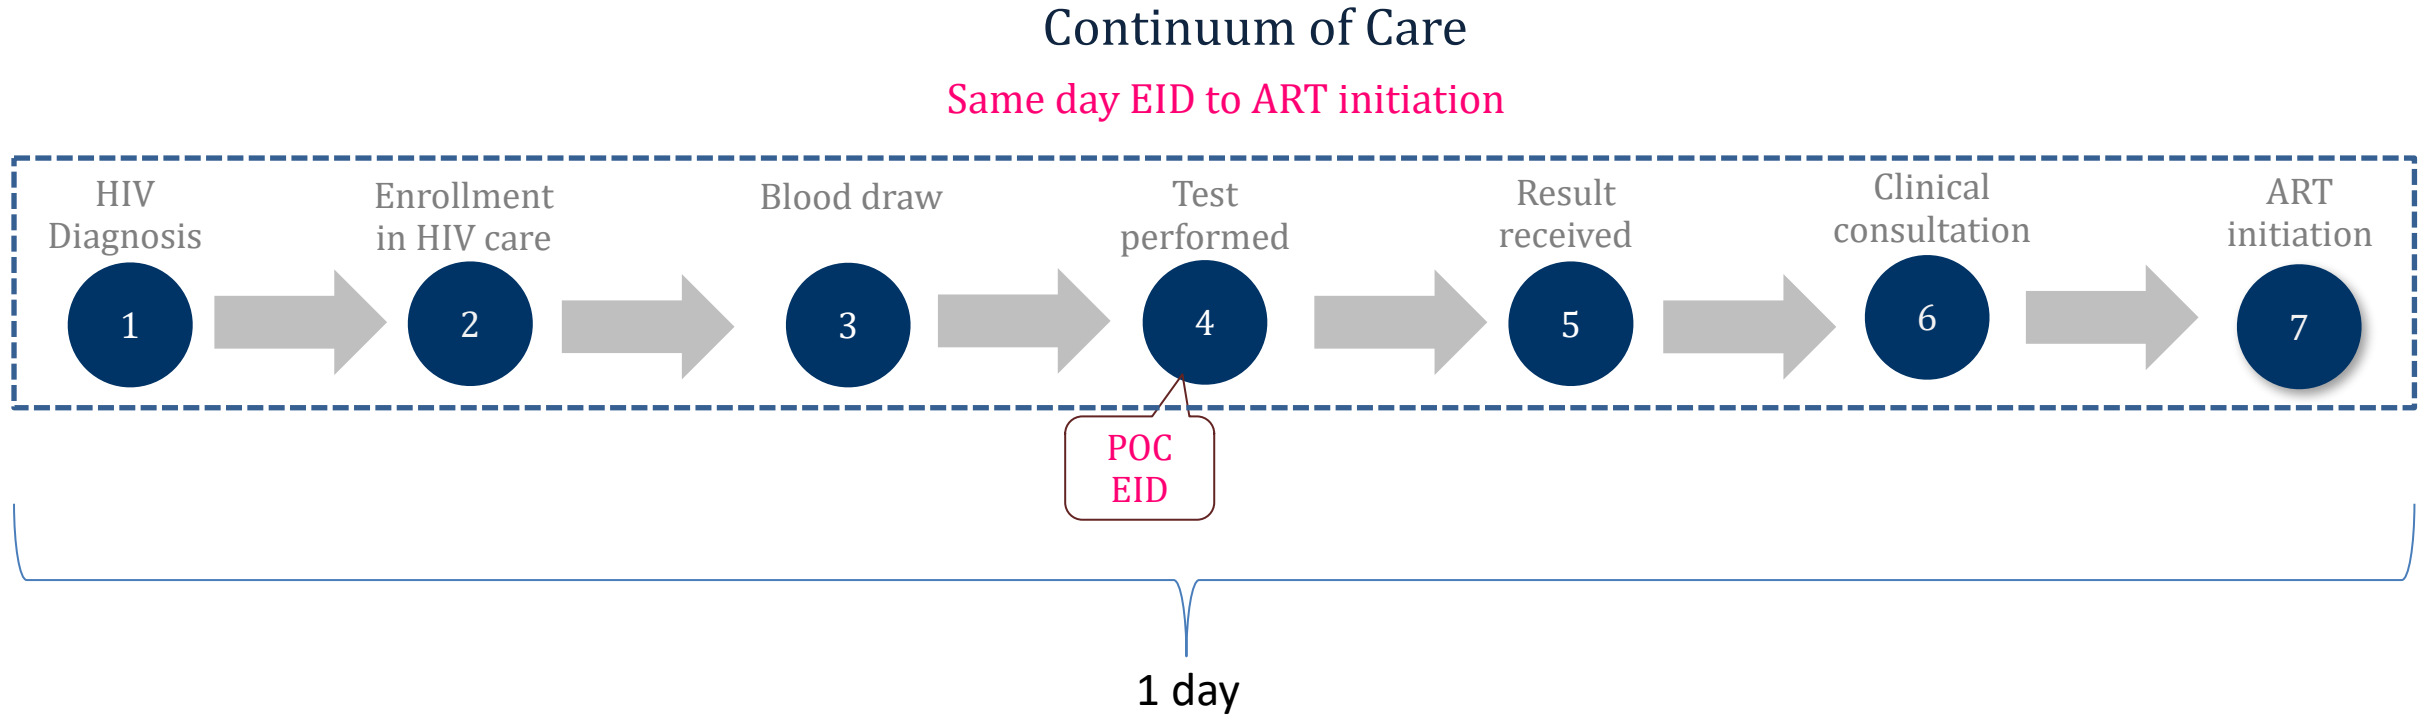 Continuum of Care
Same day EID to ART initiation
HIV
Diagnosis
1
Enrollment
in HIV care
2
Blood draw
3
Test
performed
4
POC
EID
Result
received
5
Clinical
consultation
6
ART
initiation
7
1 day